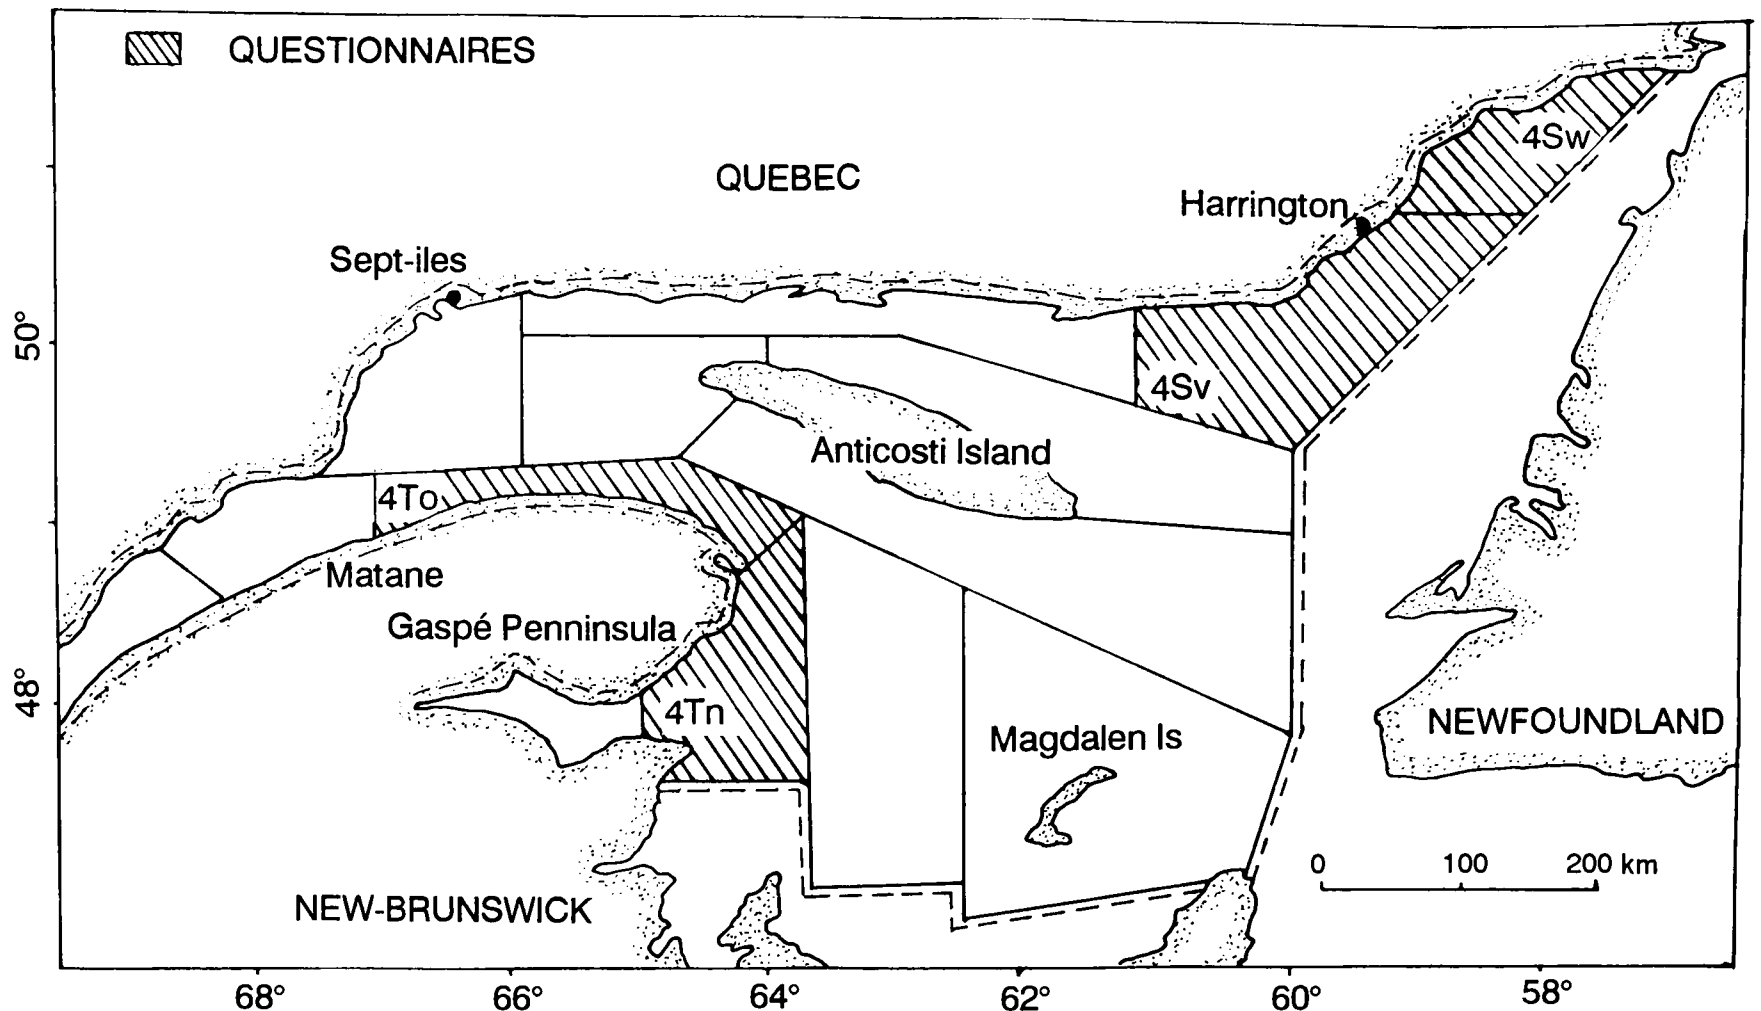 QUESTIONNAIRES
4Sw
QUEBEC
Harrington
Sept-iles
50°
4Sv
Anticosti Island
4To
Matane
Gaspé Penninsula
48°
4Tn
NEWFOUNDLAND
Magdalen Is
0 100 200 km
NEW-BRUNSWICK
68° 66° 64° 62° 60° 58°